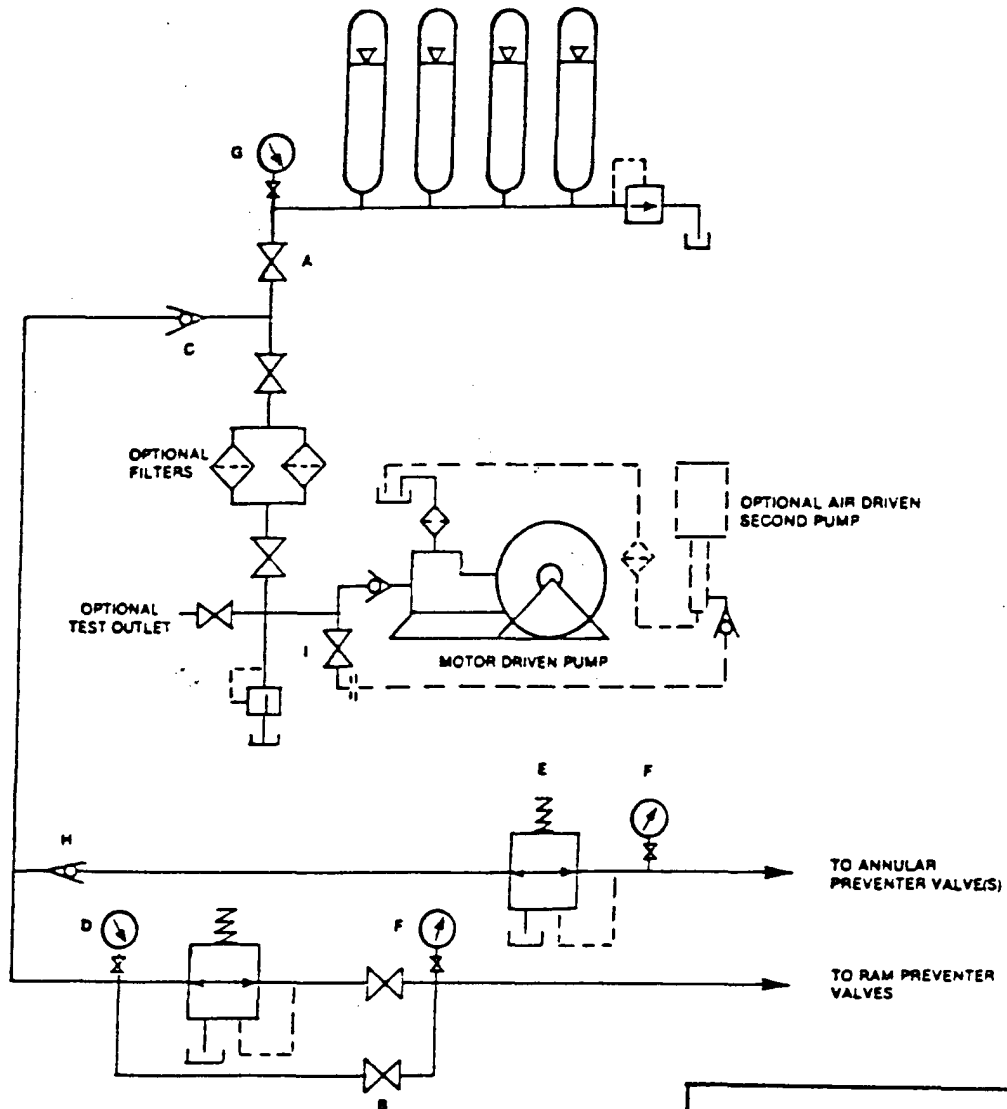 G
A
C
OPTIONAL
FILTERS
OPTIONAL AIR DRIVEN
SECOND PUMP
OPTIONAL
TEST OUTLET
I
MOTOR DRIVEN PUMP
E
F
H
TO ANNULAR
PREVENTER VALVE(S)
D
F
TO RAM PREVENTER
VALVES